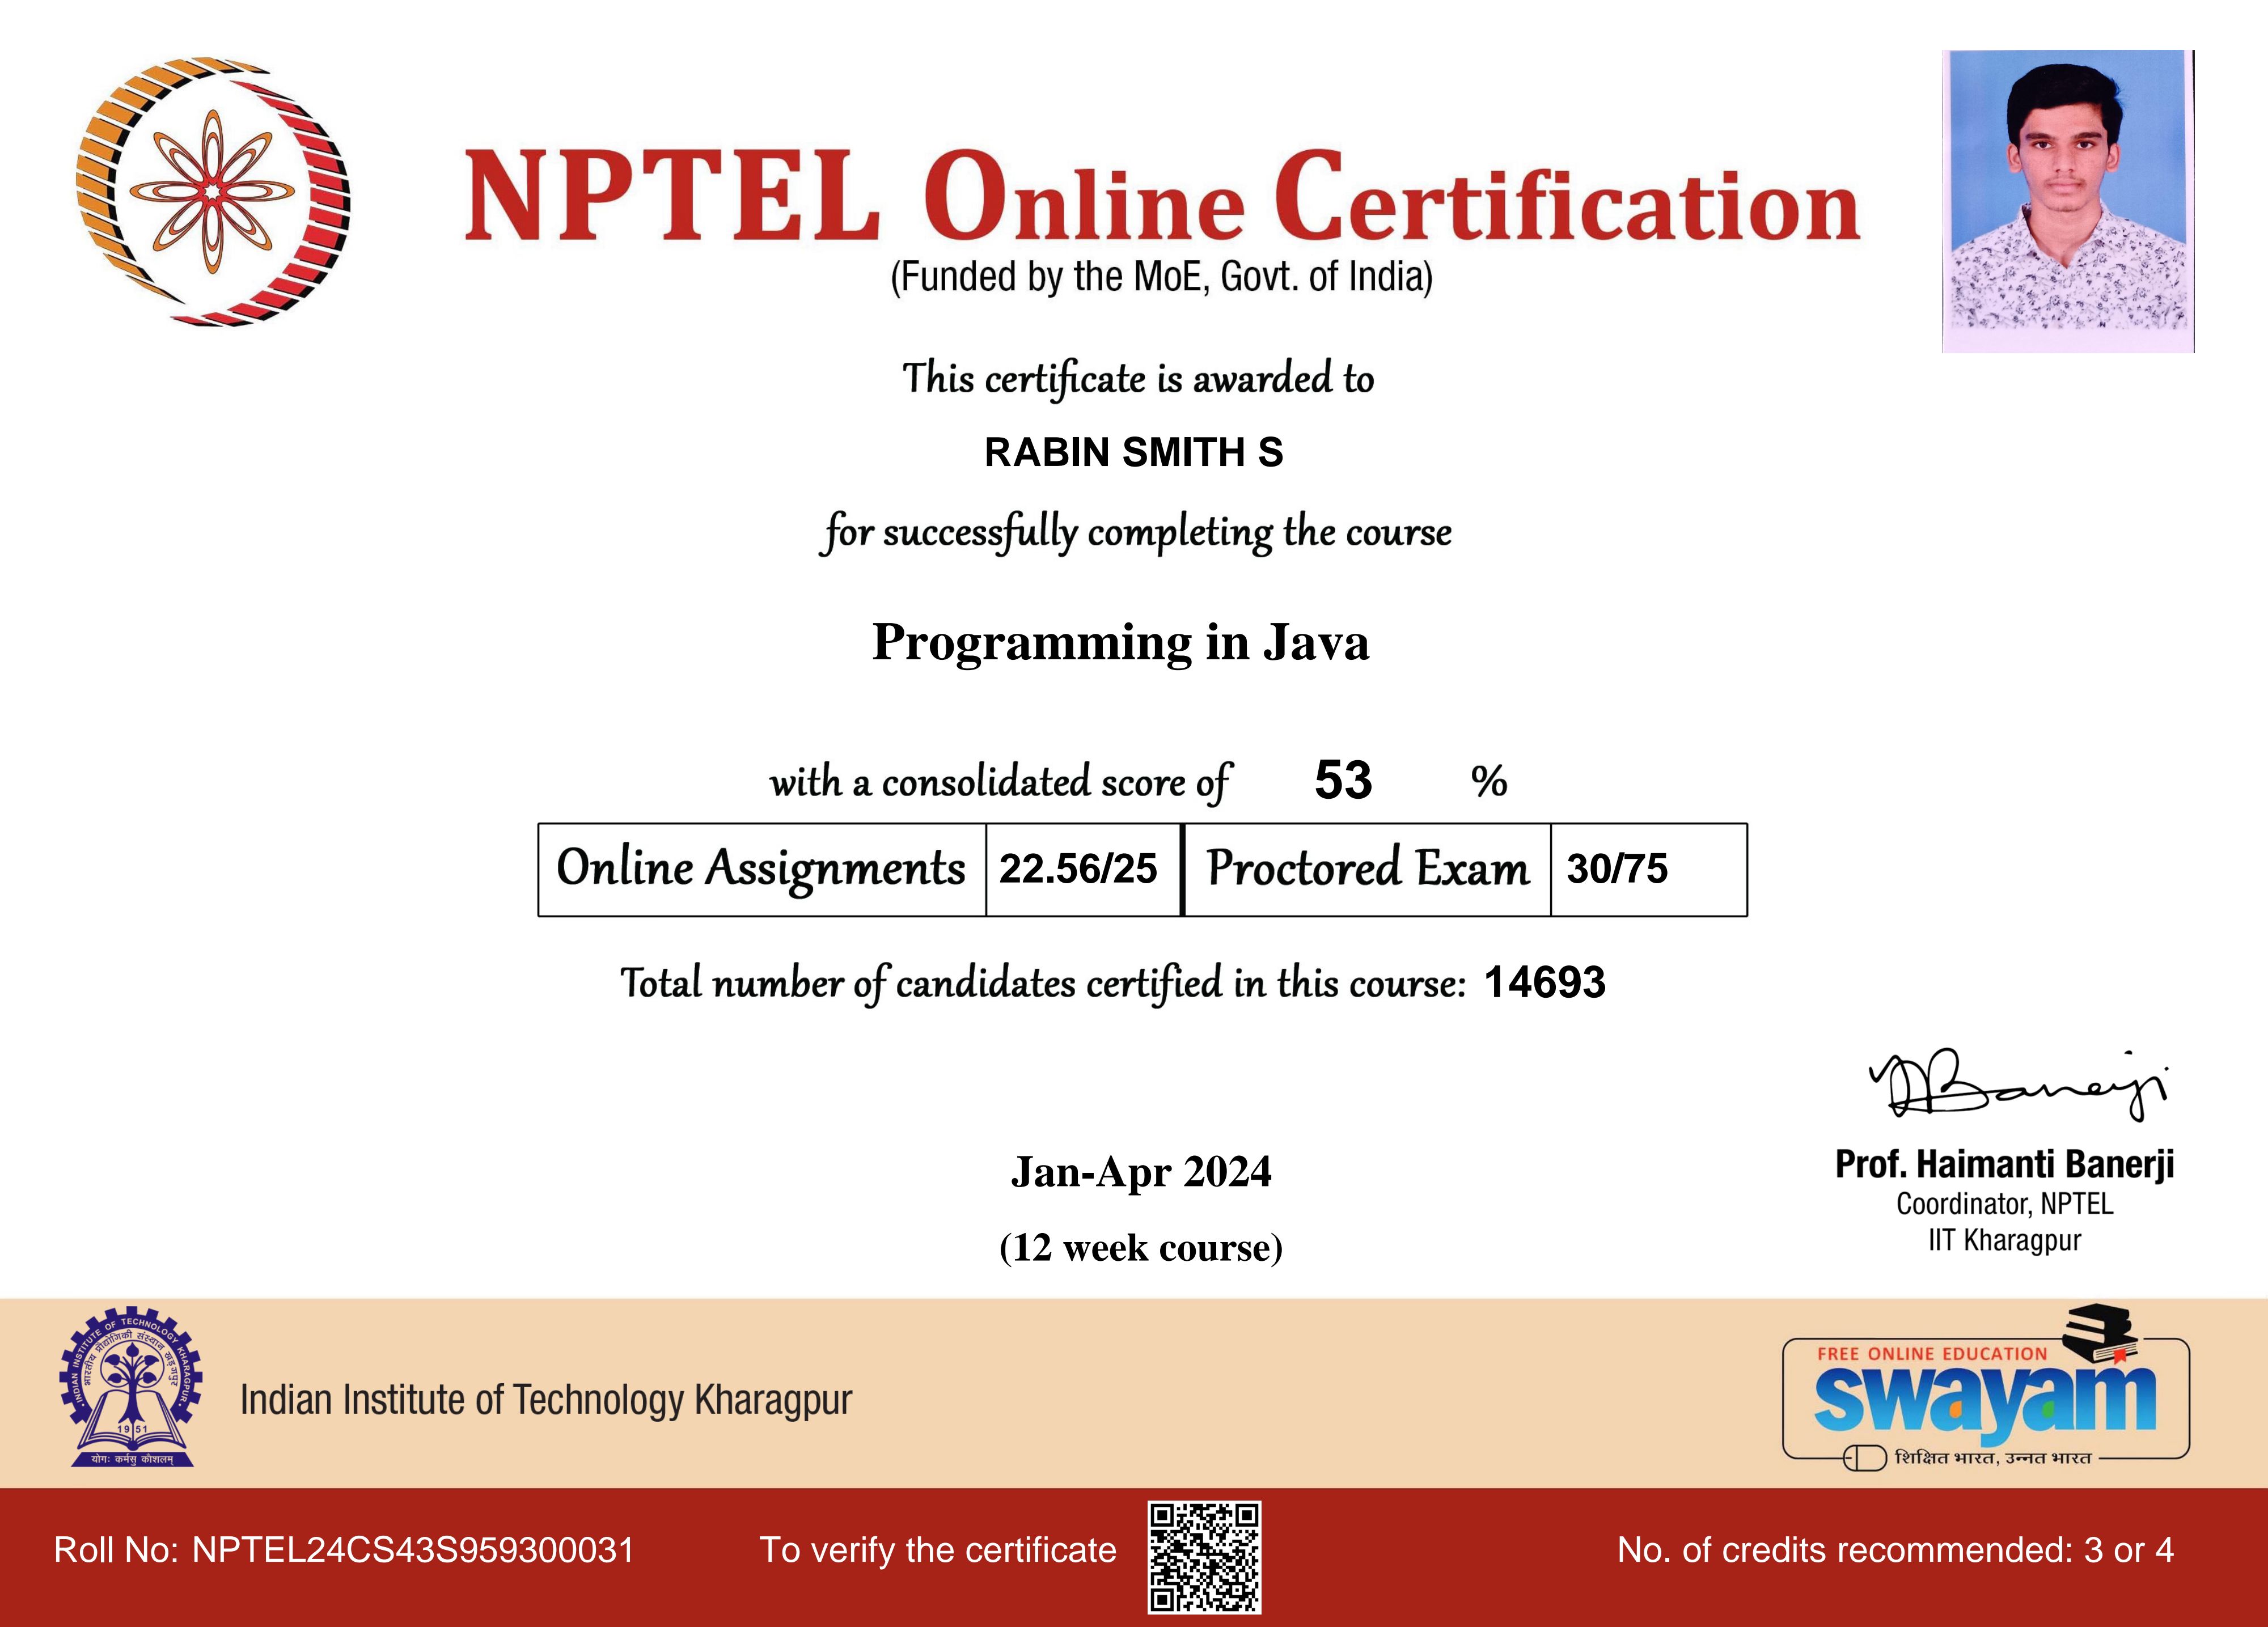 NPTEL Online Certification
(Funded by the MoE, Govt. of India)
This certificate is awarded to
RABIN SMITH S
for successfully completing the course
Programming in Java
with a consolidated score of 53 %
Online Assignments 22.56/25 Proctored Exam 30/75
Total number of candidates certified in this course: 14693
Banerji
Prof. Haimanti Banerji
Coordinator, NPTEL
IIT Kharagpur
Jan-Apr 2024
(12 week course)
INDIAN INSTITUTE OF TECHNOLOGY KHARAGPUR
भारतीय प्रौद्योगिकी संस्थान खड़गपुर
1951
योगः कर्मसु कौशलम्
Indian Institute of Technology Kharagpur
FREE ONLINE EDUCATION
swayam
शिक्षित भारत, उन्नत भारत
Roll No: NPTEL24CS43S959300031
To verify the certificate
No. of credits recommended: 3 or 4